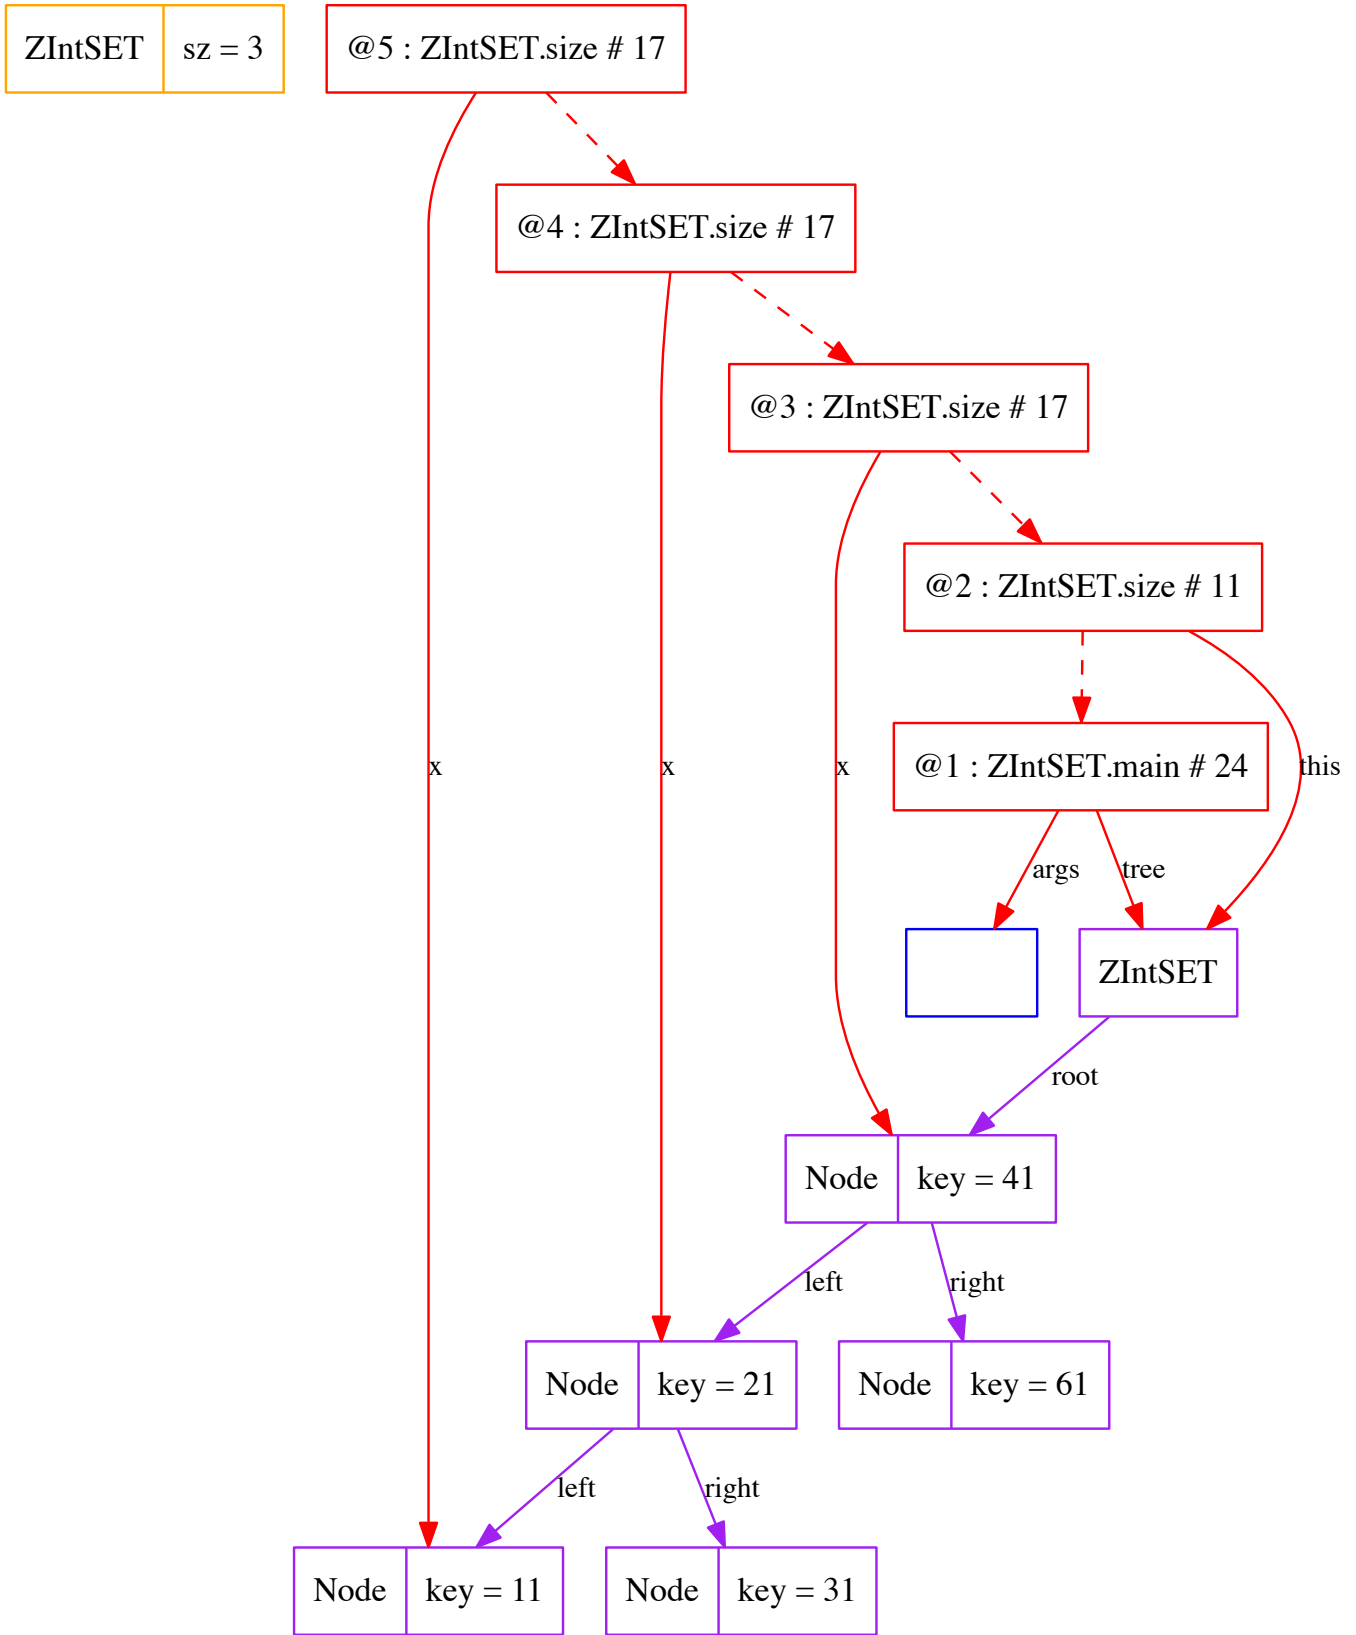 ZIntSET sz = 3 @5 : ZIntSET.size # 17
@4 : ZIntSET.size # 17
@3 : ZIntSET.size # 17
@2 : ZIntSET.size # 11
x x x @1 : ZIntSET.main # 24 this
args tree
ZIntSET
root
Node key = 41
left right
Node key = 21 Node key = 61
left right
Node key = 11 Node key = 31